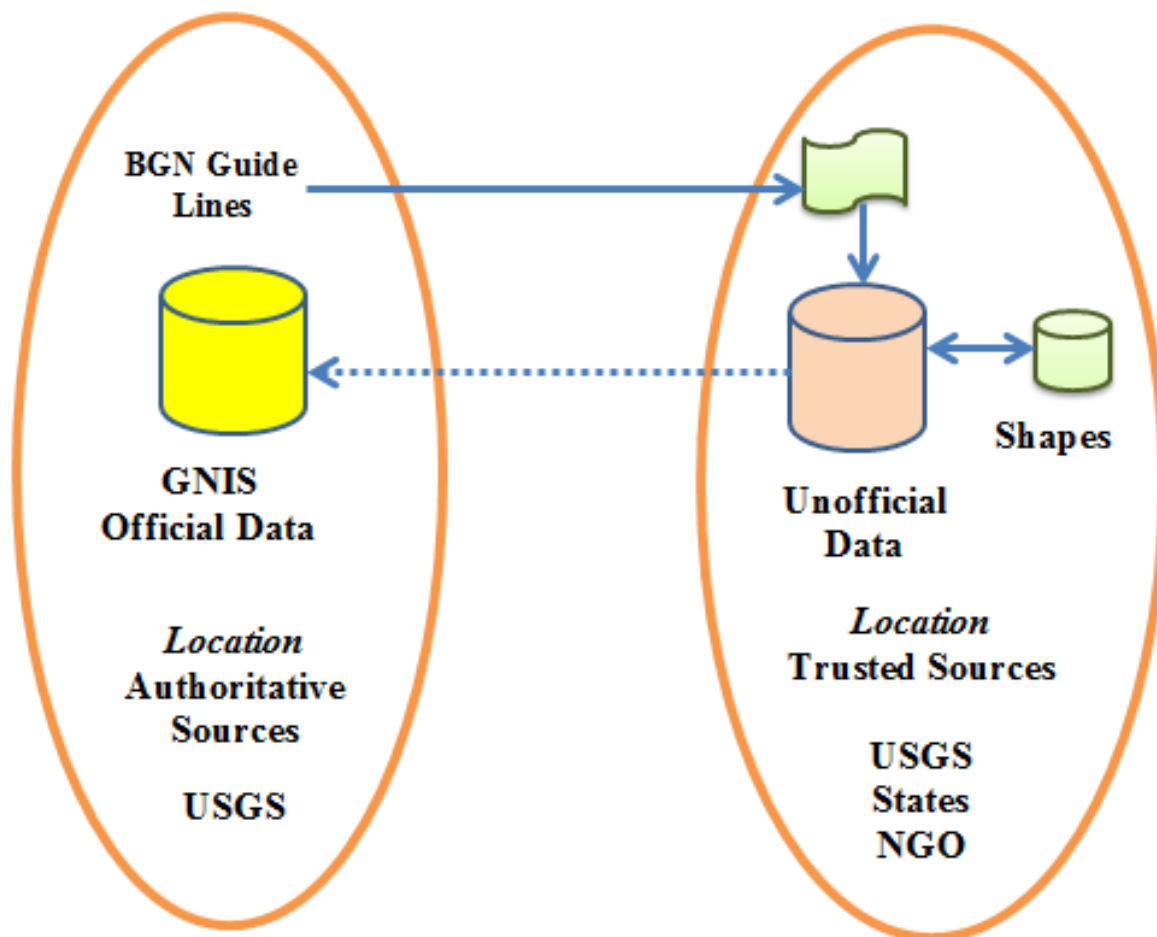 BGN Guide
Lines
GNIS
Official Data
Location
Authoritative
Sources
USGS
Shapes
Unofficial
Data
Location
Trusted Sources
USGS
States
NGO